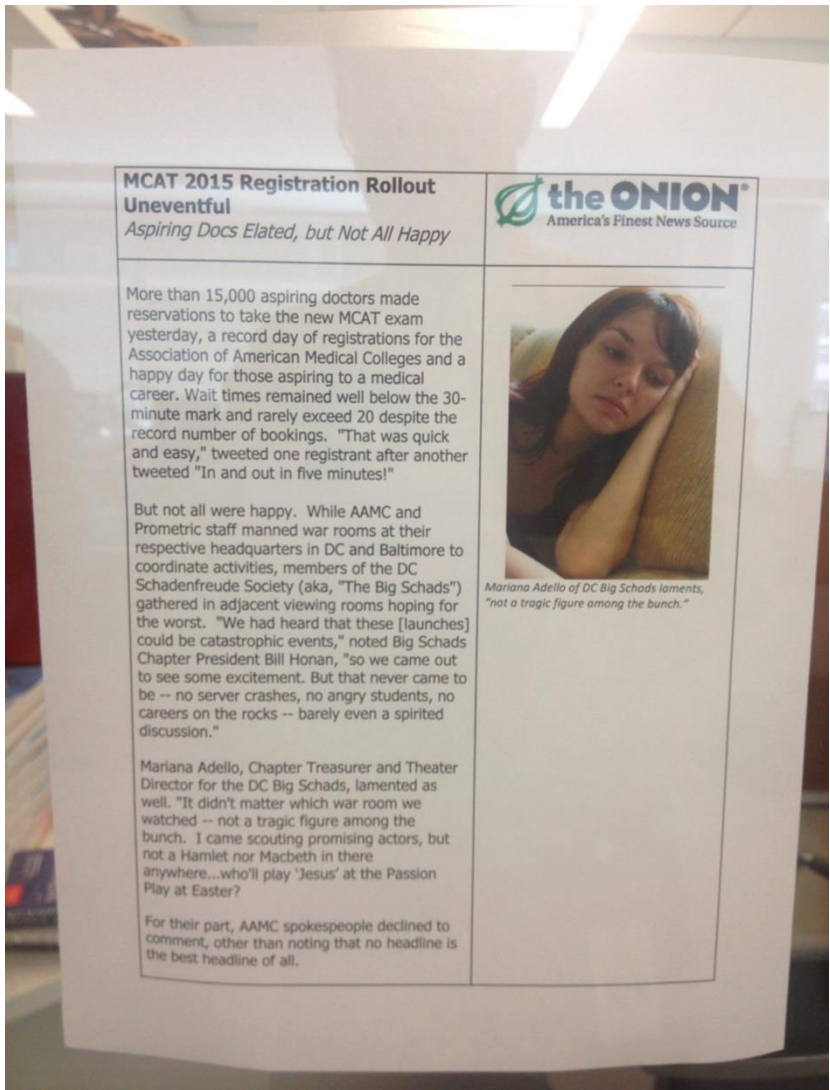 MCAT 2015 Registration Rollout
Uneventful
Aspiring Docs Elated, but Not All Happy
the ONION®
America's Finest News Source
More than 15,000 aspiring doctors made
reservations to take the new MCAT exam
yesterday, a record day of registrations for the
Association of American Medical Colleges and a
happy day for those aspiring to a medical
career. Wait times remained well below the 30-
minute mark and rarely exceed 20 despite the
record number of bookings.  "That was quick
and easy," tweeted one registrant after another
tweeted "In and out in five minutes!"
But not all were happy.  While AAMC and
Prometric staff manned war rooms at their
respective headquarters in DC and Baltimore to
coordinate activities, members of the DC
Schadenfreude Society (aka, "The Big Schads")
gathered in adjacent viewing rooms hoping for
the worst.  "We had heard that these [launches]
could be catastrophic events," noted Big Schads
Chapter President Bill Honan, "so we came out
to see some excitement. But that never came to
be -- no server crashes, no angry students, no
careers on the rocks -- barely even a spirited
discussion."
Mariana Adello, Chapter Treasurer and Theater
Director for the DC Big Schads, lamented as
well. "It didn't matter which war room we
watched -- not a tragic figure among the
bunch.  I came scouting promising actors, but
not a Hamlet nor Macbeth in there
anywhere...who'll play 'Jesus' at the Passion
Play at Easter?
For their part, AAMC spokespeople declined to
comment, other than noting that no headline is
the best headline of all.
Mariana Adello of DC Big Schads laments,
"not a tragic figure among the bunch."